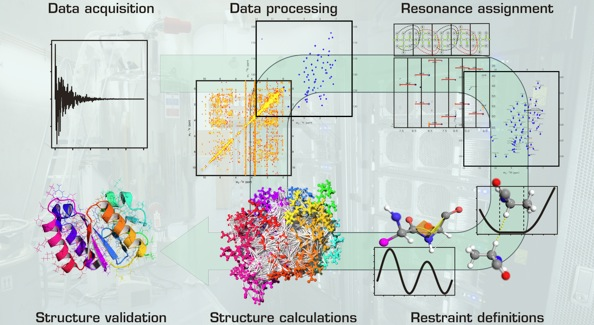 Data acquisition
Data processing
Resonance assignment
Structure validation
Structure calculations
Restraint definitions